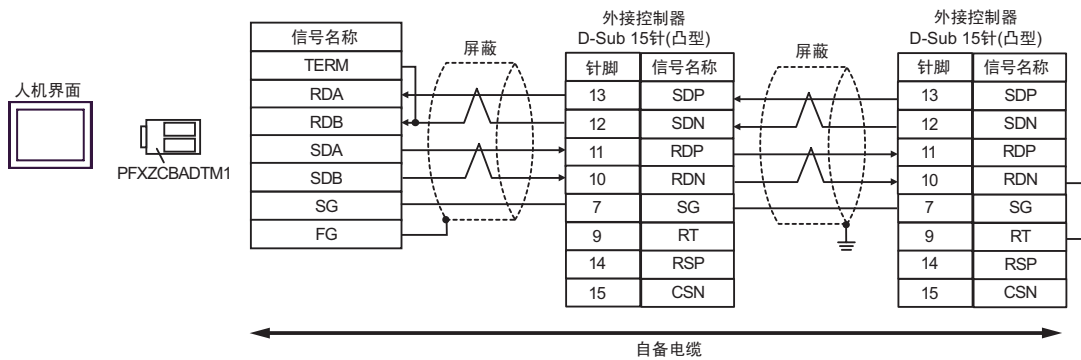 人机界面
PFXZCBADTM1
信号名称
TERM
RDA
RDB
SDA
SDB
SG
FG
屏蔽
外接控制器
D-Sub 15针(凸型)
针脚 信号名称
13 SDP
12 SDN
11 RDP
10 RDN
7 SG
9 RT
14 RSP
15 CSN
屏蔽
外接控制器
D-Sub 15针(凸型)
针脚 信号名称
13 SDP
12 SDN
11 RDP
10 RDN
7 SG
9 RT
14 RSP
15 CSN
自备电缆